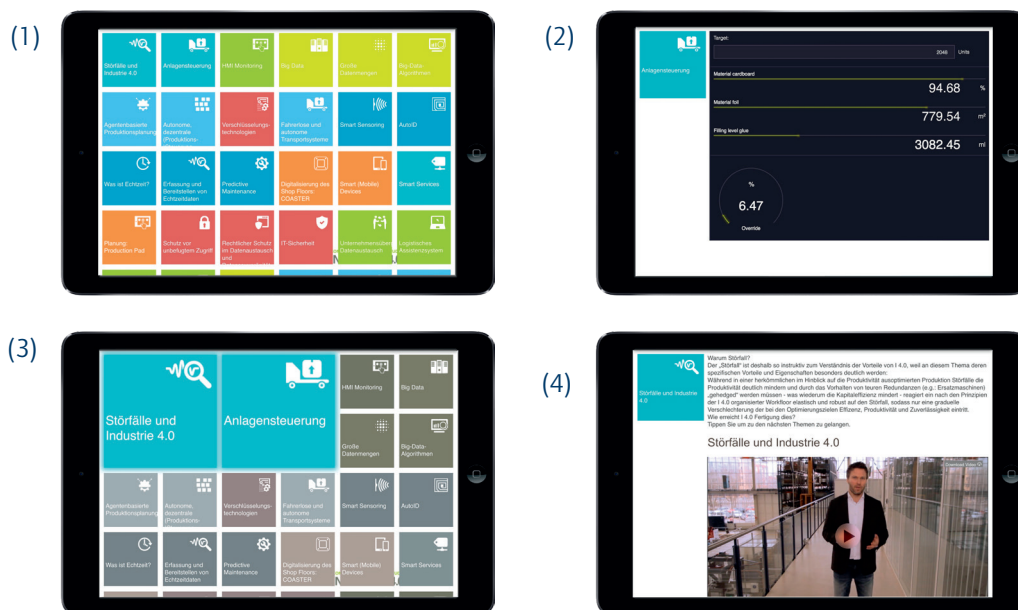 (1)
Störfälle und
Industrie 4.0
Anlagensteuerung
HMI Monitoring
Big Data
Große
Datenmengen
Big-Data-
Algorithmen
Agentenbasierte
Produktionsplanung
Autonome,
dezentrale
(Produktions-
Verschlüsselungs-
technologien
Fahrerlose und
autonome
Transportsysteme
Smart Sensoring
AutoID
Was ist Echtzeit?
Erfassung und
Bereitstellen von
Echtzeitdaten
Predictive
Maintenance
Digitalisierung des
Shop Floors:
COASTER
Smart (Mobile)
Devices
Smart Services
Planung:
Production Pad
Schutz vor
unbefugtem Zugriff
Rechtlicher Schutz
im Datenaustausch
und
IT-Sicherheit
Unternehmensüber
Datenaustausch
Logistisches
Assistenzsystem
(2)
Anlagensteuerung
Target:
2048 Units
Material cardboard
94.68 %
Material foil
779.54 m²
Filling level glue
3082.45 ml
%
6.47
Override
(3)
Störfälle und
Industrie 4.0
Anlagensteuerung
HMI Monitoring
Big Data
Große
Datenmengen
Big-Data-
Algorithmen
Agentenbasierte
Produktionsplanung
Autonome,
dezentrale
(Produktions-
Verschlüsselungs-
technologien
Fahrerlose und
autonome
Transportsysteme
Smart Sensoring
AutoID
Was ist Echtzeit?
Erfassung und
Bereitstellen von
Echtzeitdaten
Predictive
Maintenance
Digitalisierung des
Shop Floors:
COASTER
Smart (Mobile)
Devices
Smart Services
(4)
Störfälle und Industrie
4.0
Warum Störfall?
Der „Störfall" ist deshalb so instruktiv zum Verständnis der Vorteile von I 4.0, weil an diesem Thema deren
spezifischen Vorteile und Eigenschaften besonders deutlich werden:
Während in einer herkömmlichen im Hinblick auf die Produktivität ausoptimierten Produktion Störfälle die
Produktivität deutlich mindern und durch das Vorhalten von teuren Redundanzen (e.g.: Ersatzmaschinen)
„gehedged" werden müssen - was wiederum die Kapitaleffizienz mindert - reagiert ein nach den Prinzipien
der I 4.0 organisierter Workfloor elastisch und robust auf den Störfall, sodass nur eine graduelle
Verschlechterung der bei den Optimierungszielen Effizenz, Produktivität und Zuverlässigkeit eintritt.
Wie erreicht I 4.0 Fertigung dies?
Tippen Sie um zu den nächsten Themen zu gelangen.
Störfälle und Industrie 4.0
Download Video